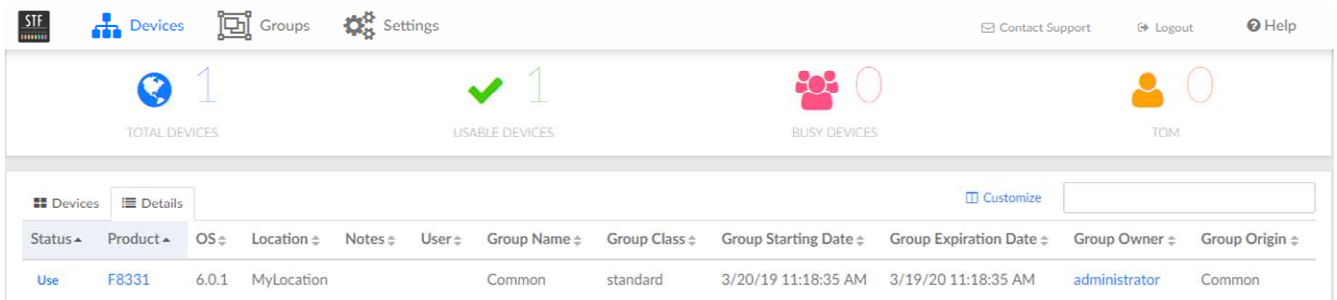 STF Devices Groups Settings Contact Support Logout Help
1 1 0 0
TOTAL DEVICES USABLE DEVICES BUSY DEVICES TOM
Devices Details Customize
Status Product OS Location Notes User Group Name Group Class Group Starting Date Group Expiration Date Group Owner Group Origin
Use F8331 6.0.1 MyLocation Common standard 3/20/19 11:18:35 AM 3/19/20 11:18:35 AM administrator Common